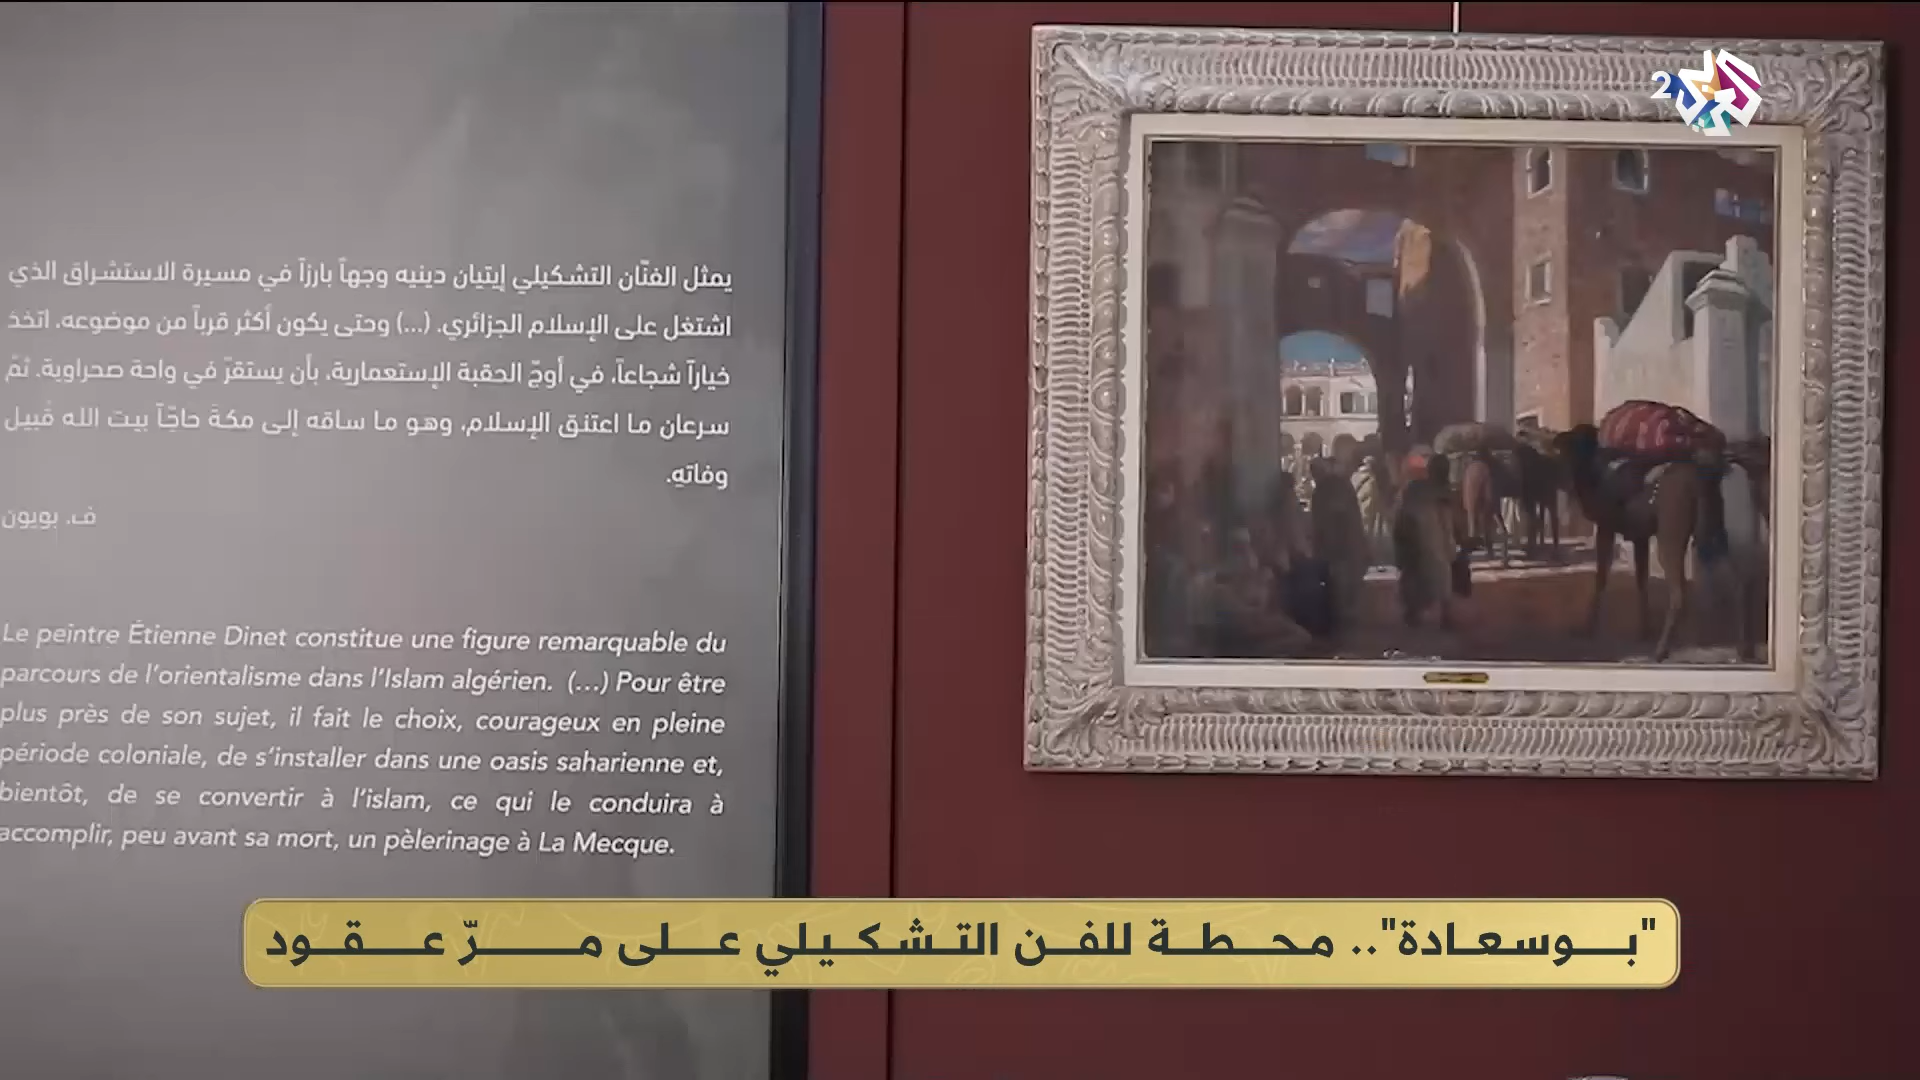 يمثل الفنّان التشكيلي إيتيان دينيه وجهاً بارزاً في مسيرة الاستشراق الذي
اشتغل على الإسلام الجزائري. (...) وحتى يكون أكثر قرباً من موضوعه، اتخذ
خياراً شجاعاً، في أوجّ الحقبة الإستعمارية، بأن يستقرّ في واحة صحراوية. ثمّ
سرعان ما اعتنق الإسلام، وهو ما ساقه إلى مكة حاجّاً بيت الله قُبيل
وفاتهِ.
ف. بويون
Le peintre Étienne Dinet constitue une figure remarquable du
parcours de l’orientalisme dans l’Islam algérien. (...) Pour être
plus près de son sujet, il fait le choix, courageux en pleine
période coloniale, de s’installer dans une oasis saharienne et,
bientôt, de se convertir à l’islam, ce qui le conduira à
accomplir, peu avant sa mort, un pèlerinage à La Mecque.
العربي 2
"بوسعادة".. محطة للفن التشكيلي على مرّ عقود